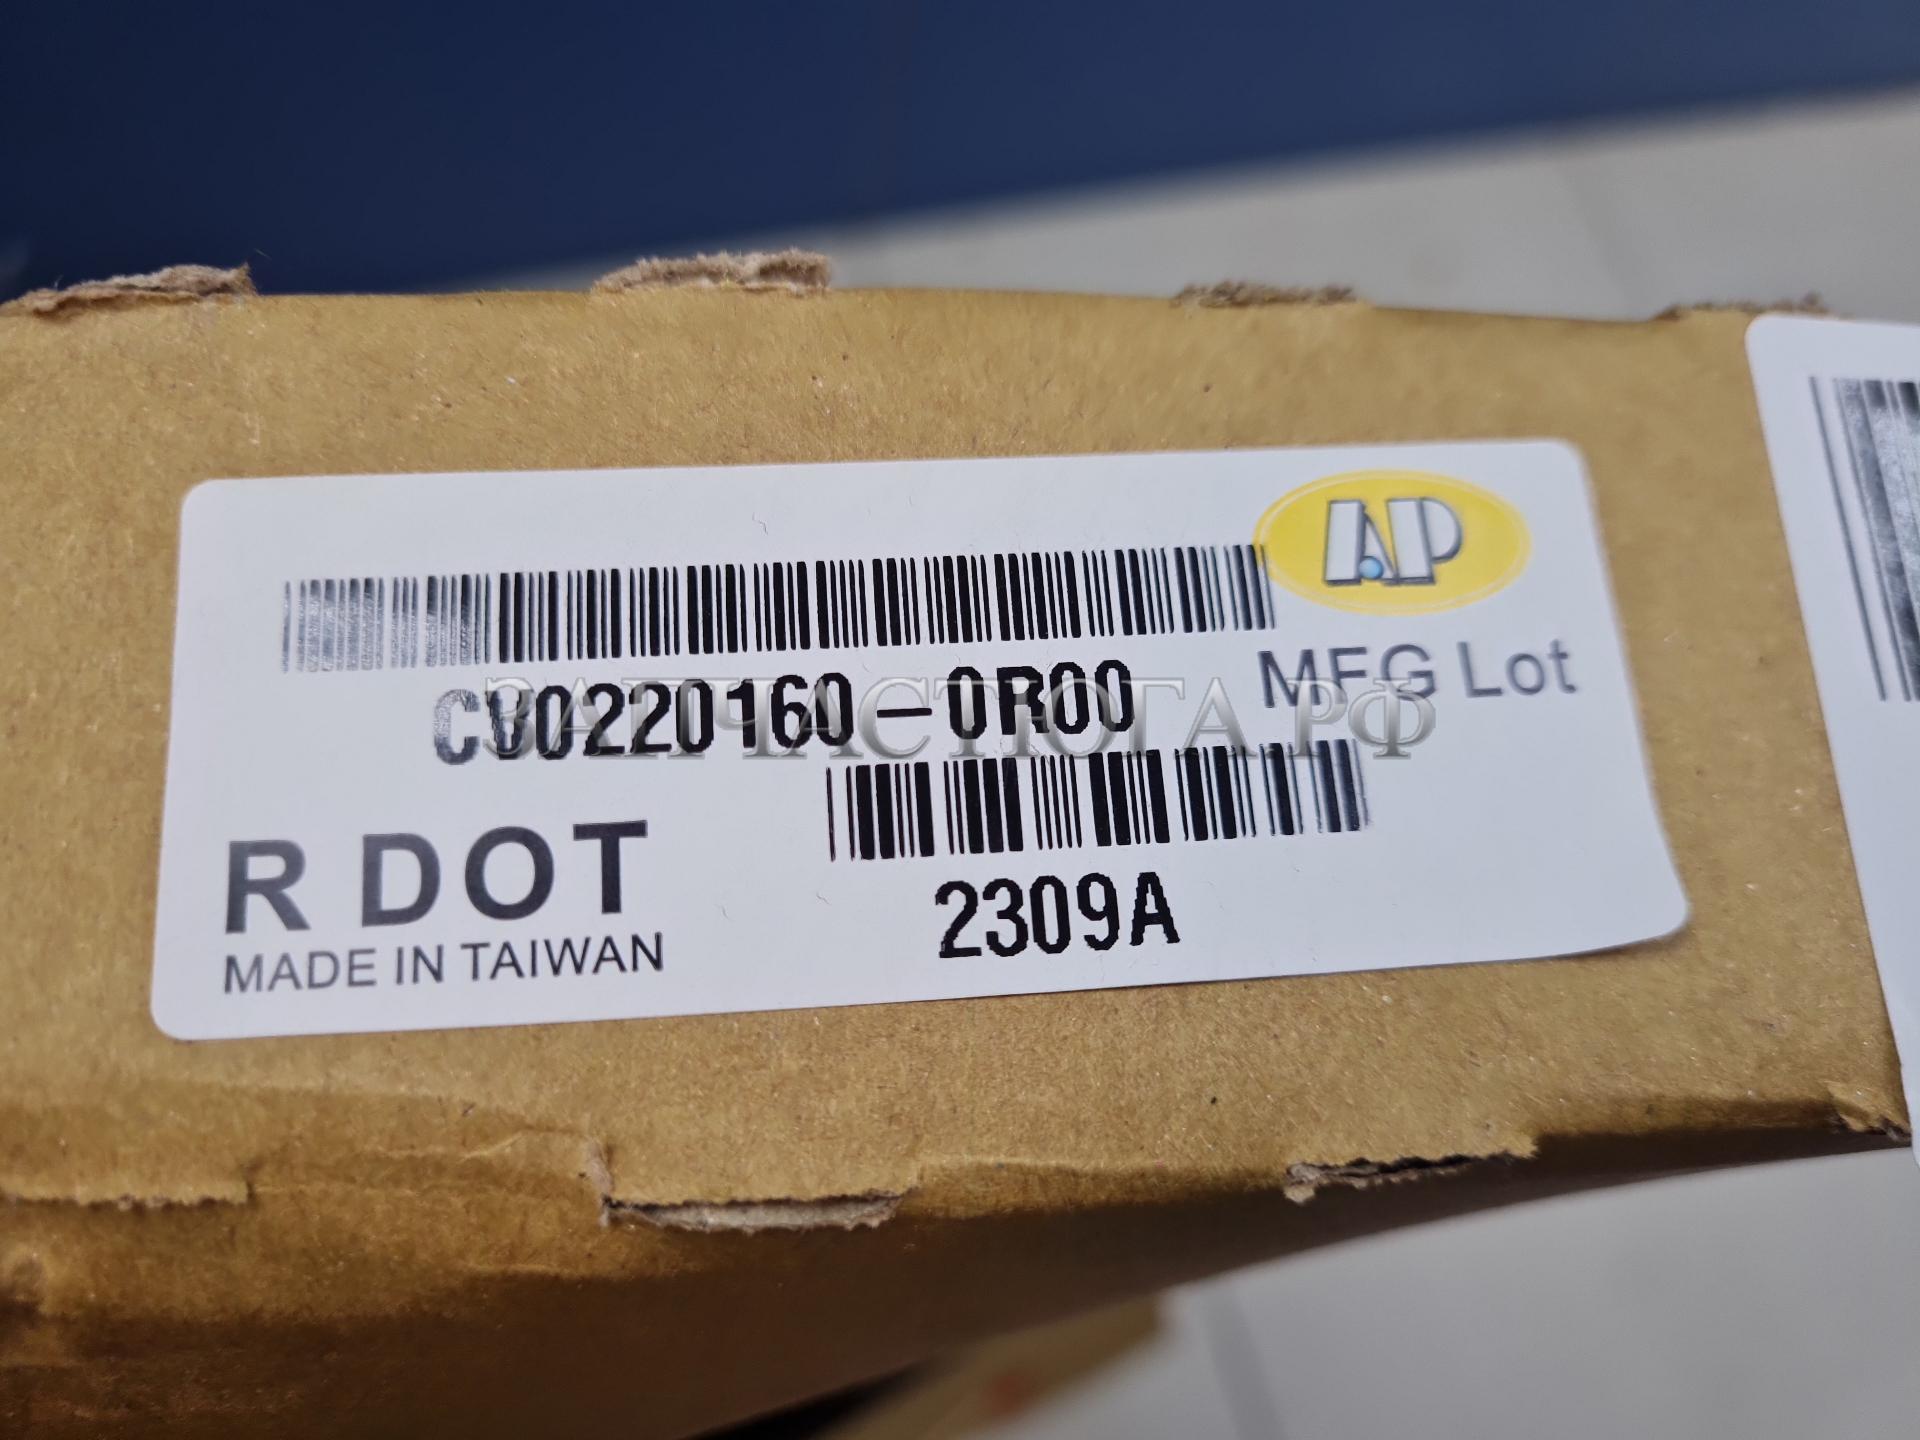 AP
CV0220160-0R00
MFG Lot
ЗАПЧАСТЮГА.РФ
R DOT
MADE IN TAIWAN
2309A